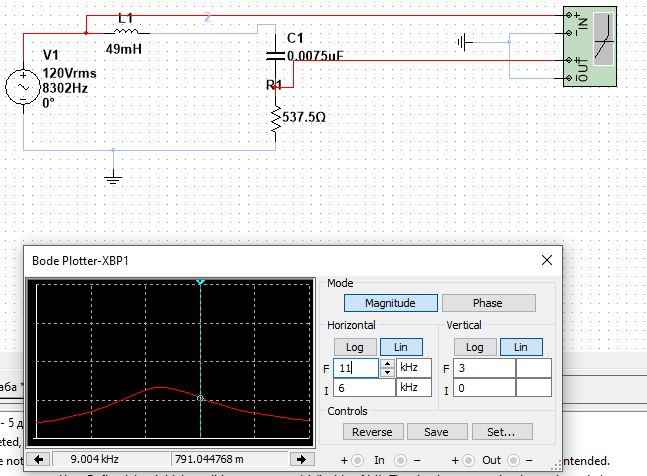 L1
2
49mH
V1
120Vrms
8302Hz
0°
C1
0.0075uF
R1
537.5Ω
+
IN
−
+
OUT
−
Bode Plotter-XBP1
Mode
Magnitude
Phase
Horizontal
Vertical
Log
Lin
Log
Lin
F
11
kHz
F
3
I
6
kHz
I
0
Controls
Reverse
Save
Set...
9.004 kHz
791.044768 m
+
In
−
+
Out
−
аба *
- 5 д
eted,
e not
ntended.